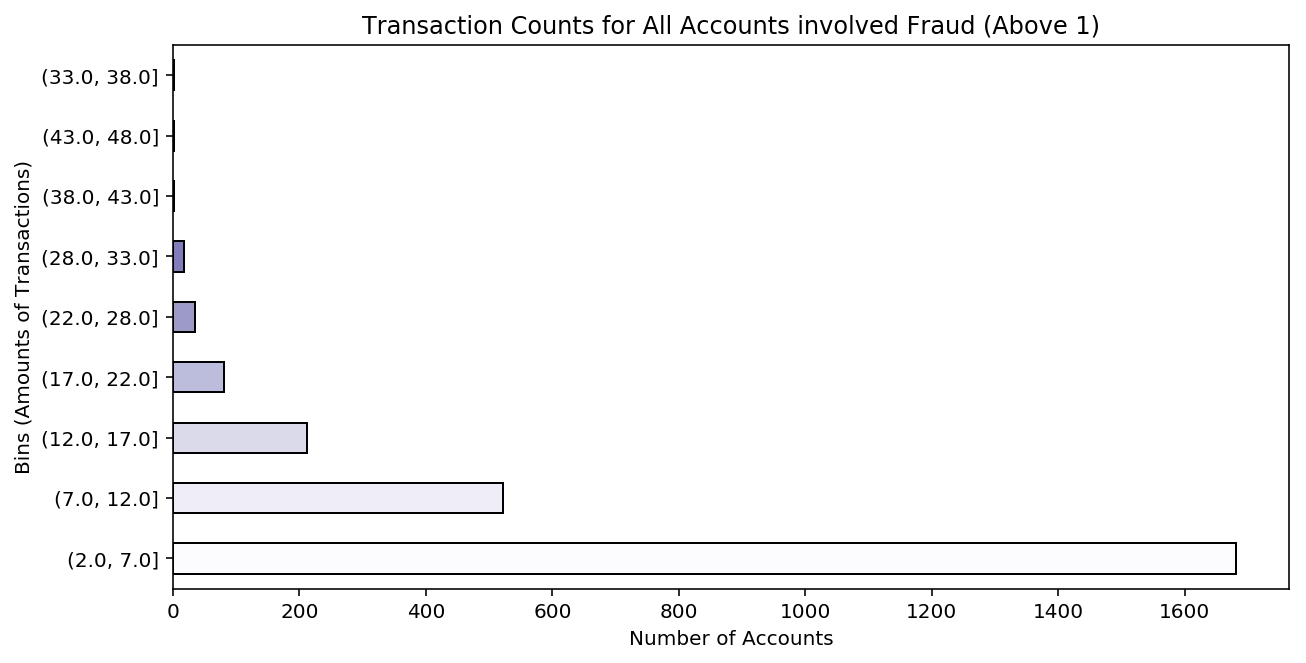 Transaction Counts for All Accounts involved Fraud (Above 1)
Bins (Amounts of Transactions)
(33.0, 38.0]
(43.0, 48.0]
(38.0, 43.0]
(28.0, 33.0]
(22.0, 28.0]
(17.0, 22.0]
(12.0, 17.0]
(7.0, 12.0]
(2.0, 7.0]
0 200 400 600 800 1000 1200 1400 1600
Number of Accounts